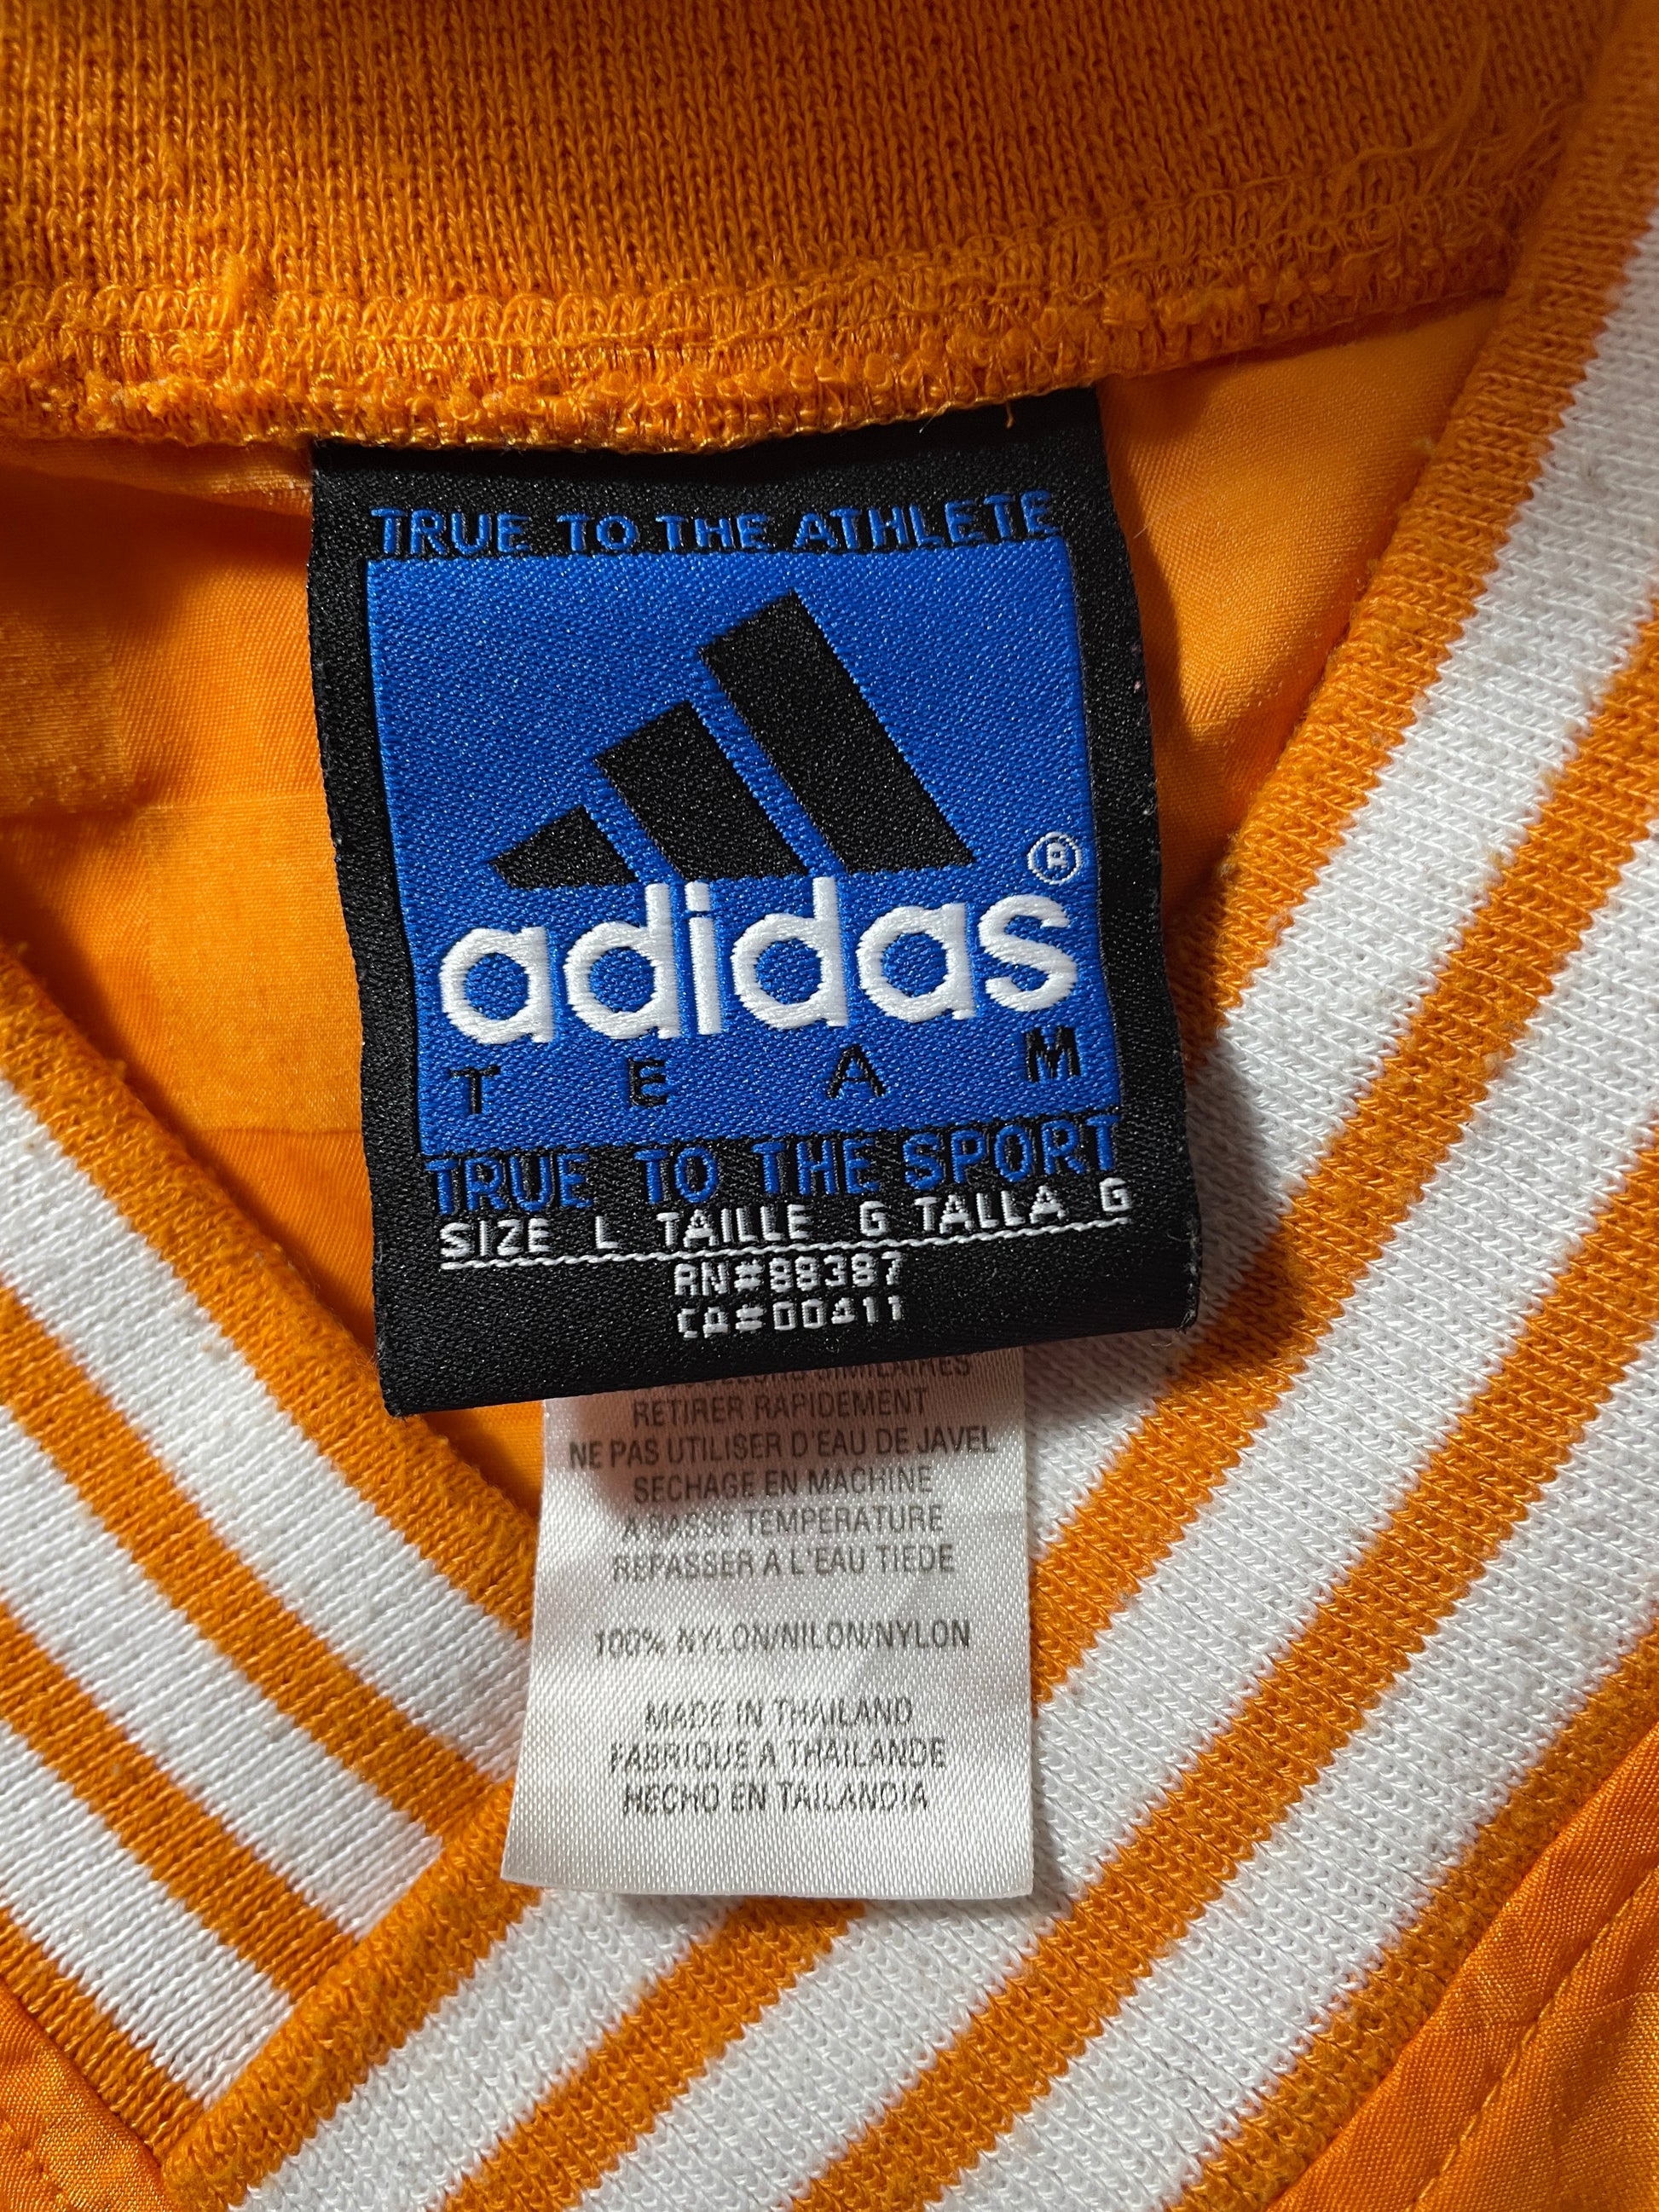 TRUE TO THE ATHLETE
adidas®
TEAM
TRUE TO THE SPORT
SIZE L TAILLE G TALLA G
RN#88387
CA#00411
SIMILAIRES
RETIRER RAPIDEMENT
NE PAS UTILISER D'EAU DE JAVEL
SECHAGE EN MACHINE
A BASSE TEMPERATURE
REPASSER A L'EAU TIEDE
100% NYLON/NILON/NYLON
MADE IN THAILAND
FABRIQUE A THAILANDE
HECHO EN TAILANDIA